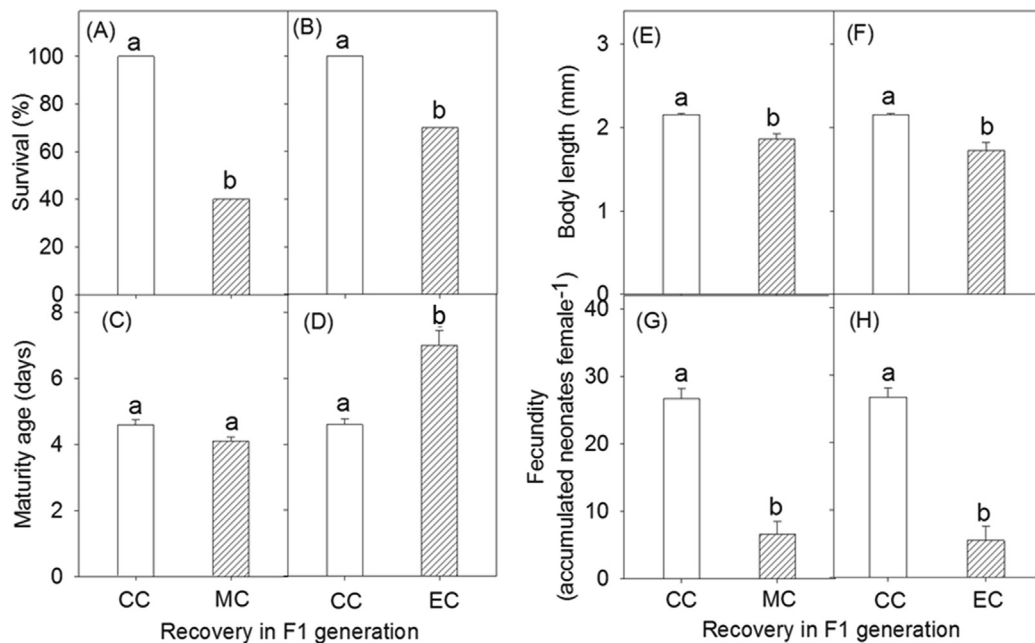 (A)
a
b
Survival (%)
100
80
60
40
20
0
(B)
a
b
(C)
a
a
Maturity age (days)
8
6
4
2
0
CC MC
(D)
a
b
CC EC
Recovery in F1 generation
(E)
a
b
Body length (mm)
3
2
1
0
(F)
a
b
(G)
a
b
Fecundity
(accumulated neonates female-1)
40
30
20
10
0
CC MC
(H)
a
b
CC EC
Recovery in F1 generation